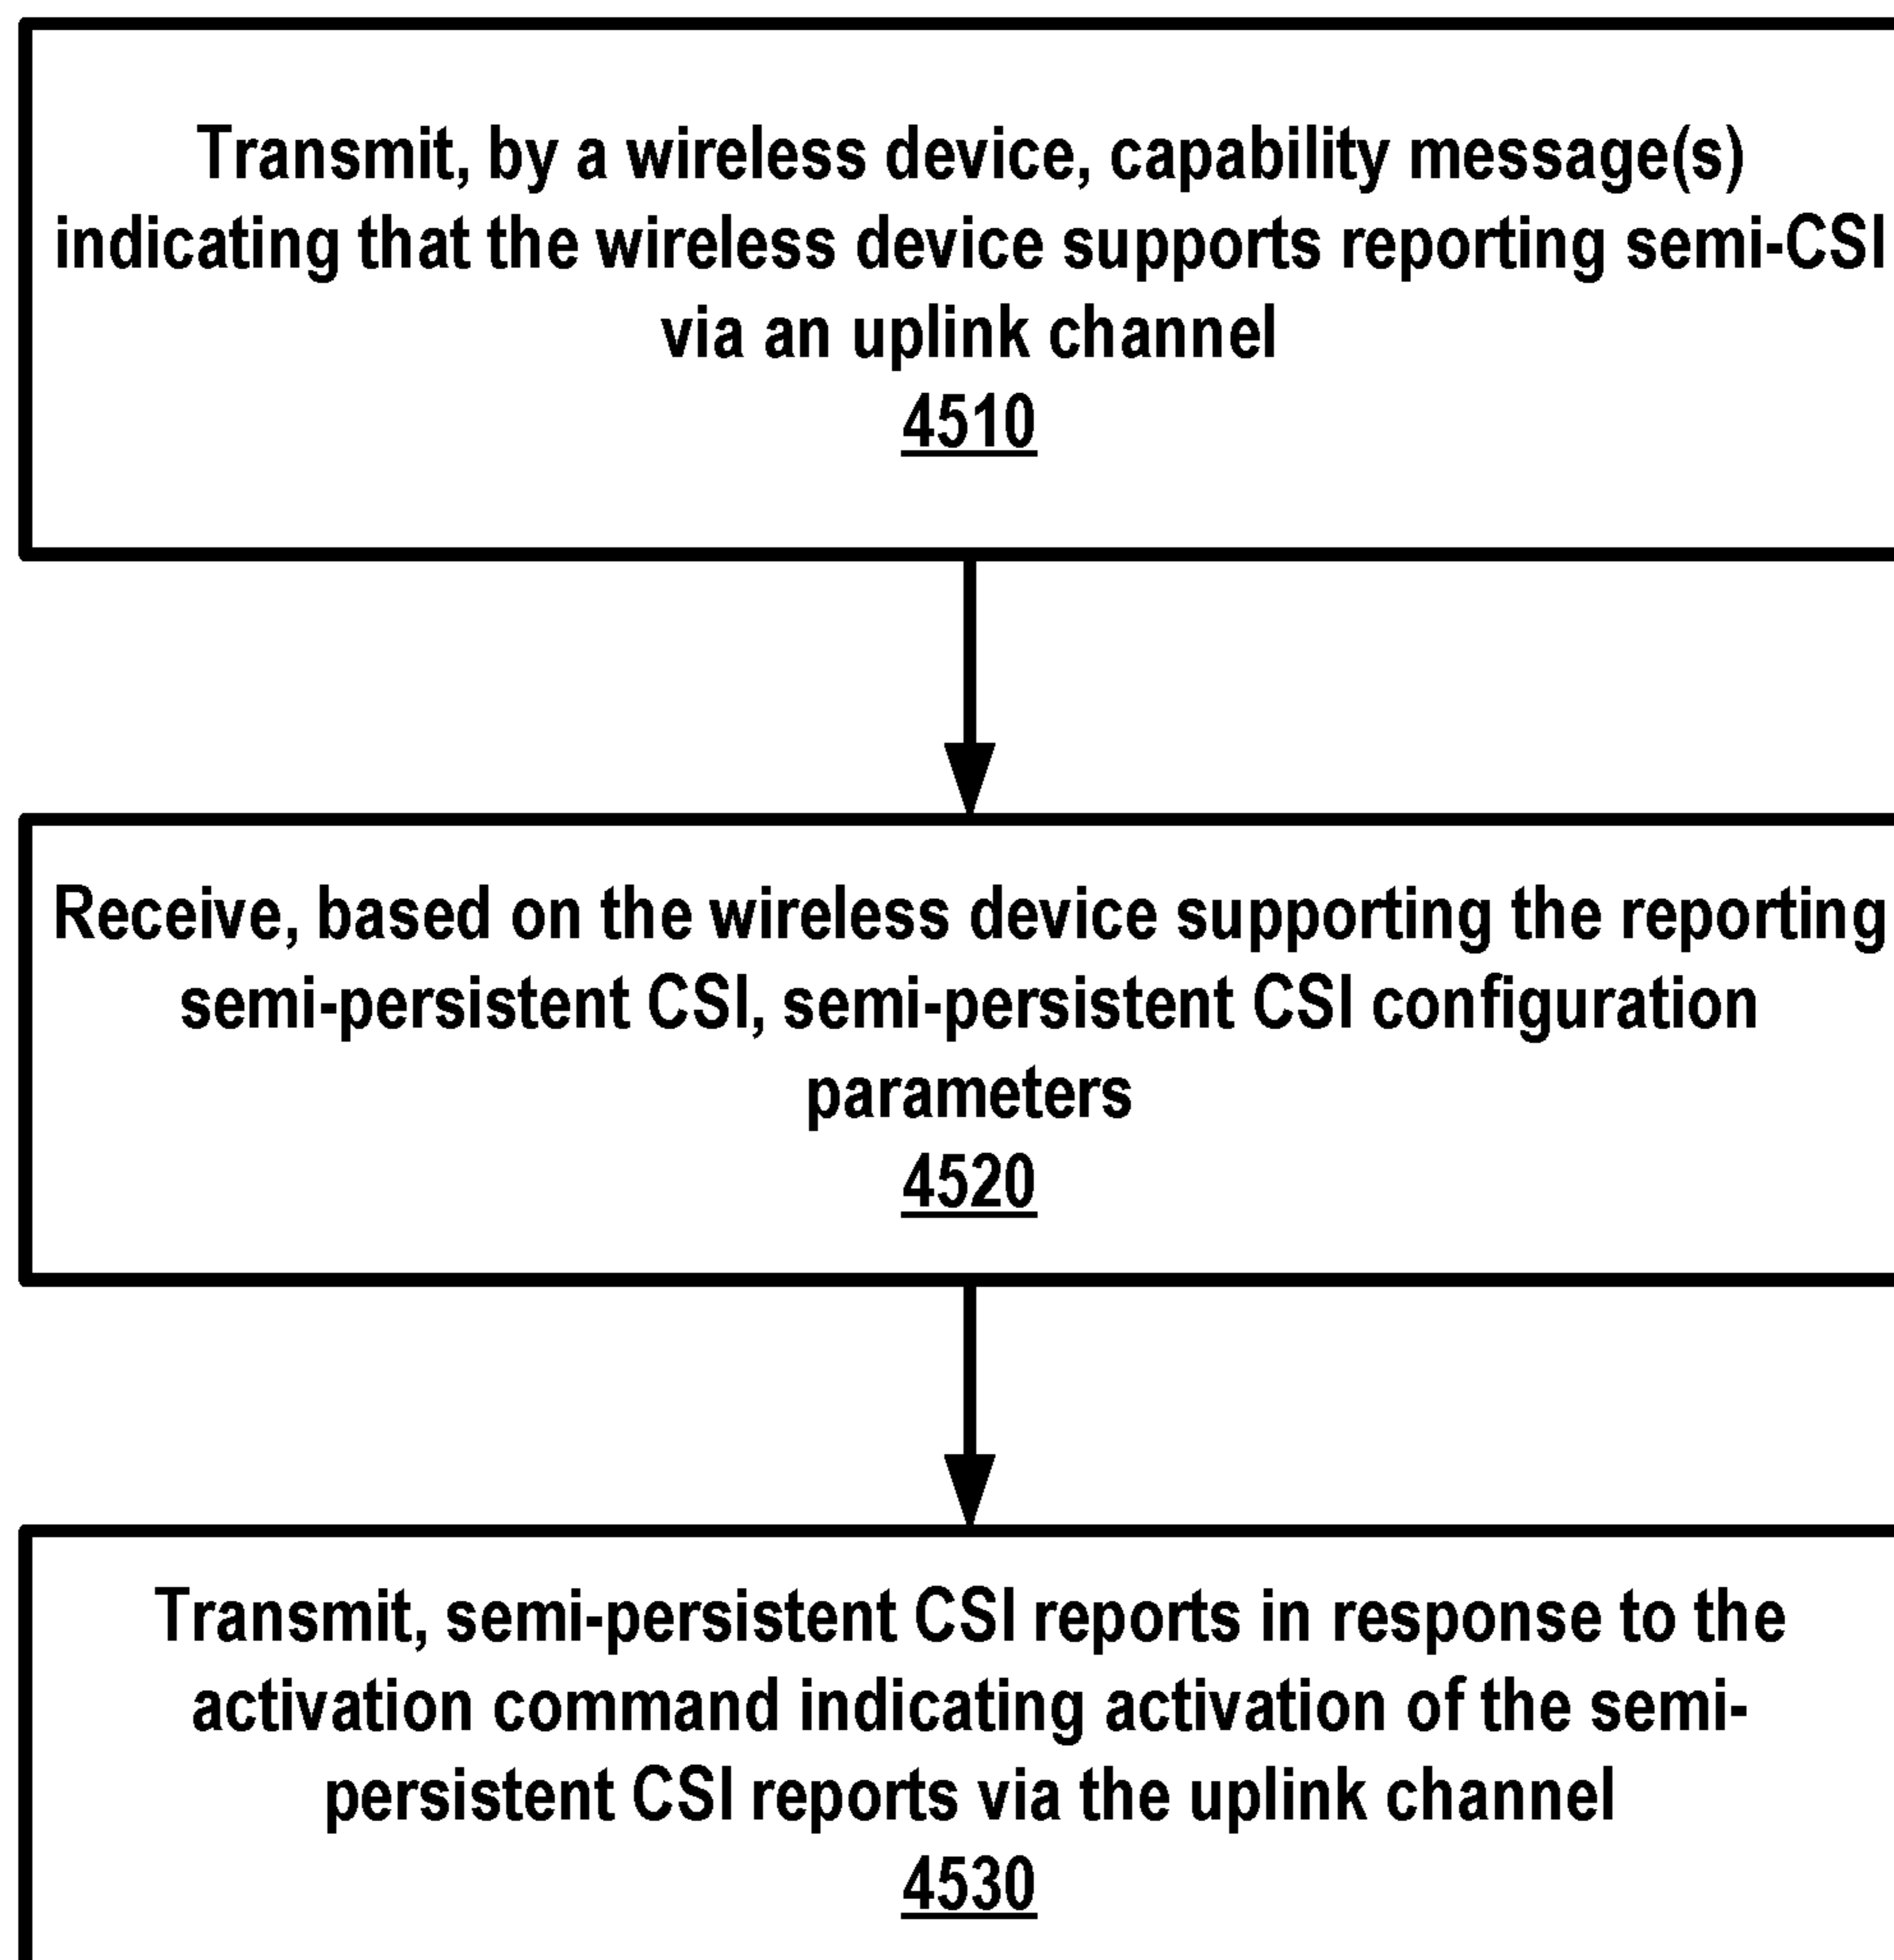 Transmit, by a wireless device, capability message(s)
indicating that the wireless device supports reporting semi-CSI
via an uplink channel
4510
Receive, based on the wireless device supporting the reporting
semi-persistent CSI, semi-persistent CSI configuration
parameters
4520
Transmit, semi-persistent CSI reports in response to the
activation command indicating activation of the semi-
persistent CSI reports via the uplink channel
4530